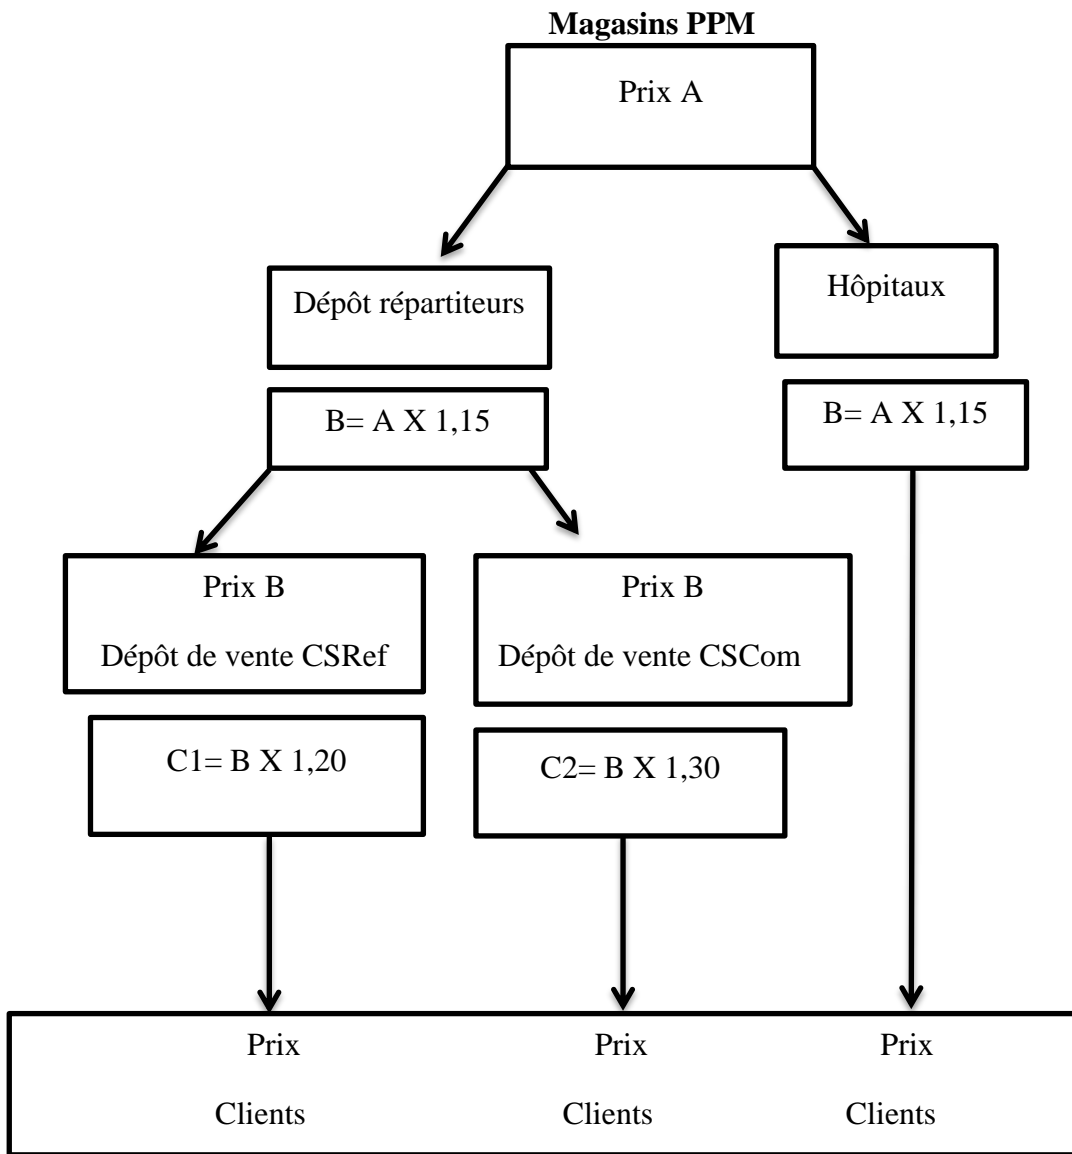 Magasins PPM
Prix A
Dépôt répartiteurs
Hôpitaux
B= A X 1,15
B= A X 1,15
Prix B
Dépôt de vente CSRef
Prix B
Dépôt de vente CSCom
C1= B X 1,20
C2= B X 1,30
Prix Prix Prix
Clients Clients Clients